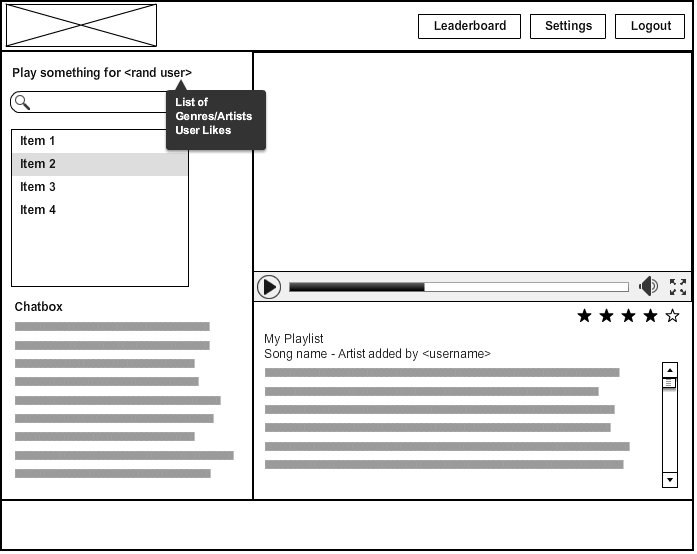 Leaderboard
Settings
Logout
Play something for <rand user>
List of
Genres/Artists
User Likes
Item 1
Item 2
Item 3
Item 4
Chatbox
My Playlist
Song name - Artist added by <username>